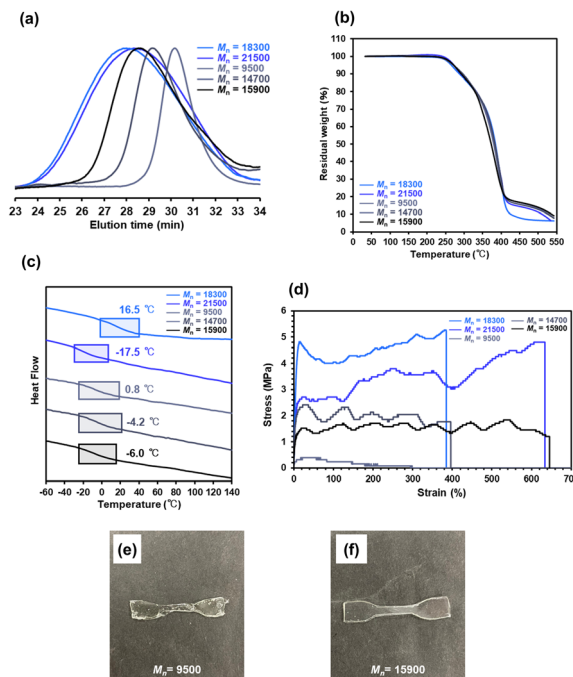 (a)
Mn = 18300
Mn = 21500
Mn = 9500
Mn = 14700
Mn = 15900
23 24 25 26 27 28 29 30 31 32 33 34
Elution time (min)
(b)
Residual weight (%)
110
100
90
80
70
60
50
40
30
20
10
0
Mn = 18300
Mn = 21500
Mn = 9500
Mn = 14700
Mn = 15900
0 50 100 150 200 250 300 350 400 450 500 550
Temperature (℃)
(c)
Heat Flow
Mn = 18300
Mn = 21500
Mn = 9500
Mn = 14700
Mn = 15900
16.5 ℃
-17.5 ℃
0.8 ℃
-4.2 ℃
-6.0 ℃
-60 -40 -20 0 20 40 60 80 100 120 140
Temperature (℃)
(d)
Stress (MPa)
6
5
4
3
2
1
0
Mn = 18300
Mn = 21500
Mn = 9500
Mn = 14700
Mn = 15900
0 100 200 300 400 500 600 70
Strain (%)
(e)
Mn = 9500
(f)
Mn = 15900